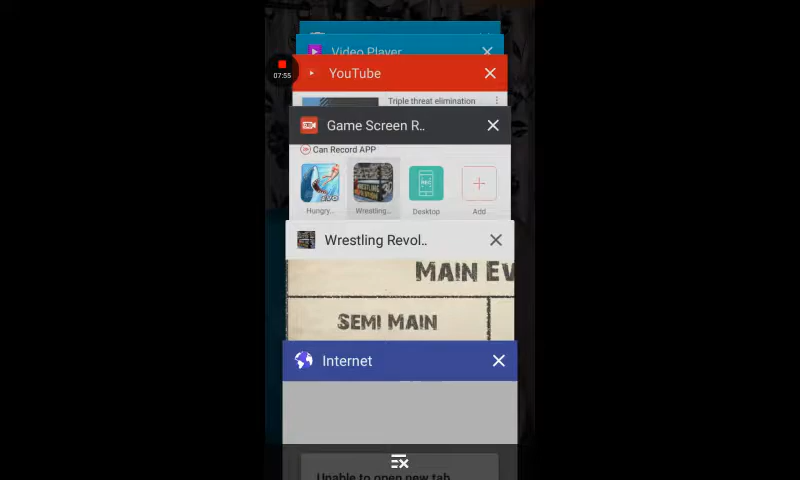 Video Player
07:55
YouTube
Triple threat elimination
Game Screen R..
Can Record APP
Hungry..
Wrestling..
Desktop
Add
Wrestling Revol..
MAIN EV
SEMI MAIN
Internet
Unable to open new tab